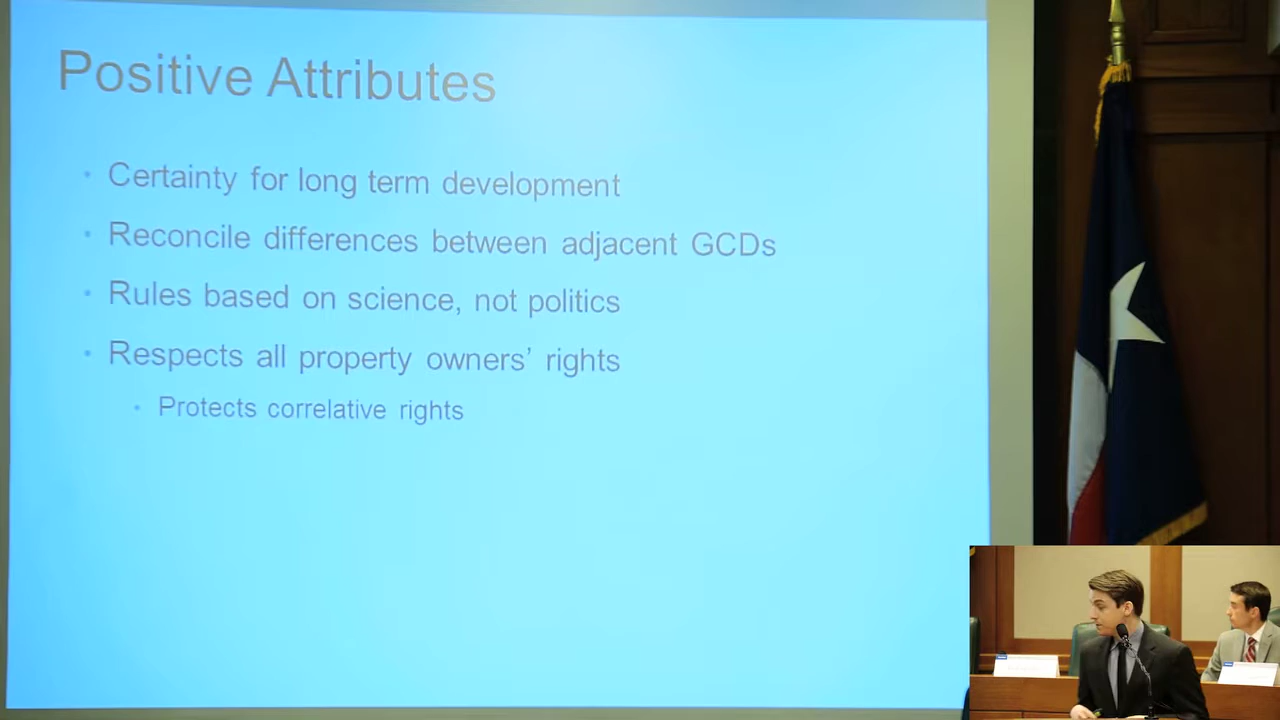 Positive Attributes
• Certainty for long term development
• Reconcile differences between adjacent GCDs
• Rules based on science, not politics
• Respects all property owners’ rights
• Protects correlative rights